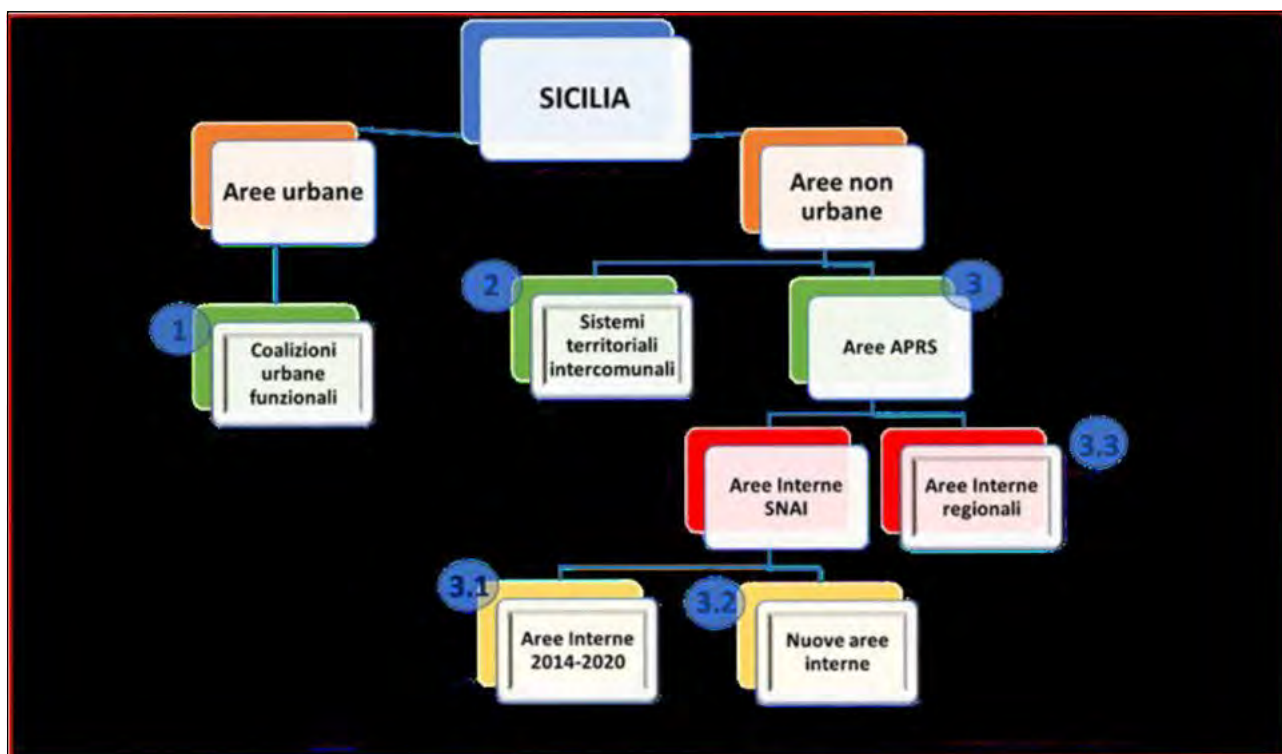 SICILIA
Aree urbane
Aree non
urbane
1
Coalizioni
urbane
funzionali
2
Sistemi
territoriali
intercomunali
3
Aree APRS
Aree Interne
SNAI
3.3
Aree Interne
regionali
3.1
Aree Interne
2014-2020
3.2
Nuove aree
interne